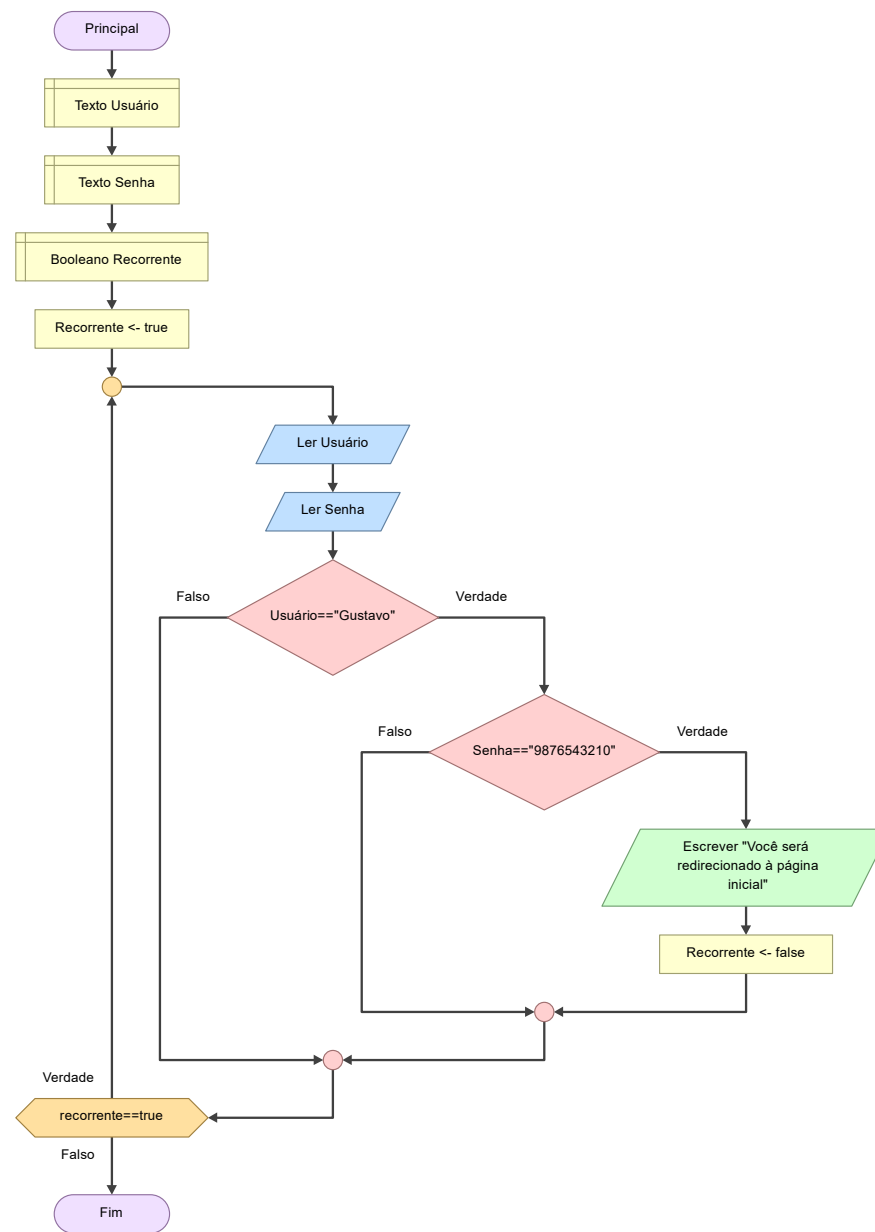 Principal
Texto Usuário
Texto Senha
Booleano Recorrente
Recorrente <- true
Ler Usuário
Ler Senha
Falso
Verdade
Usuário=="Gustavo"
Falso
Verdade
Senha=="9876543210"
Escrever "Você será
redirecionado à página
inicial"
Recorrente <- false
Verdade
recorrente==true
Falso
Fim